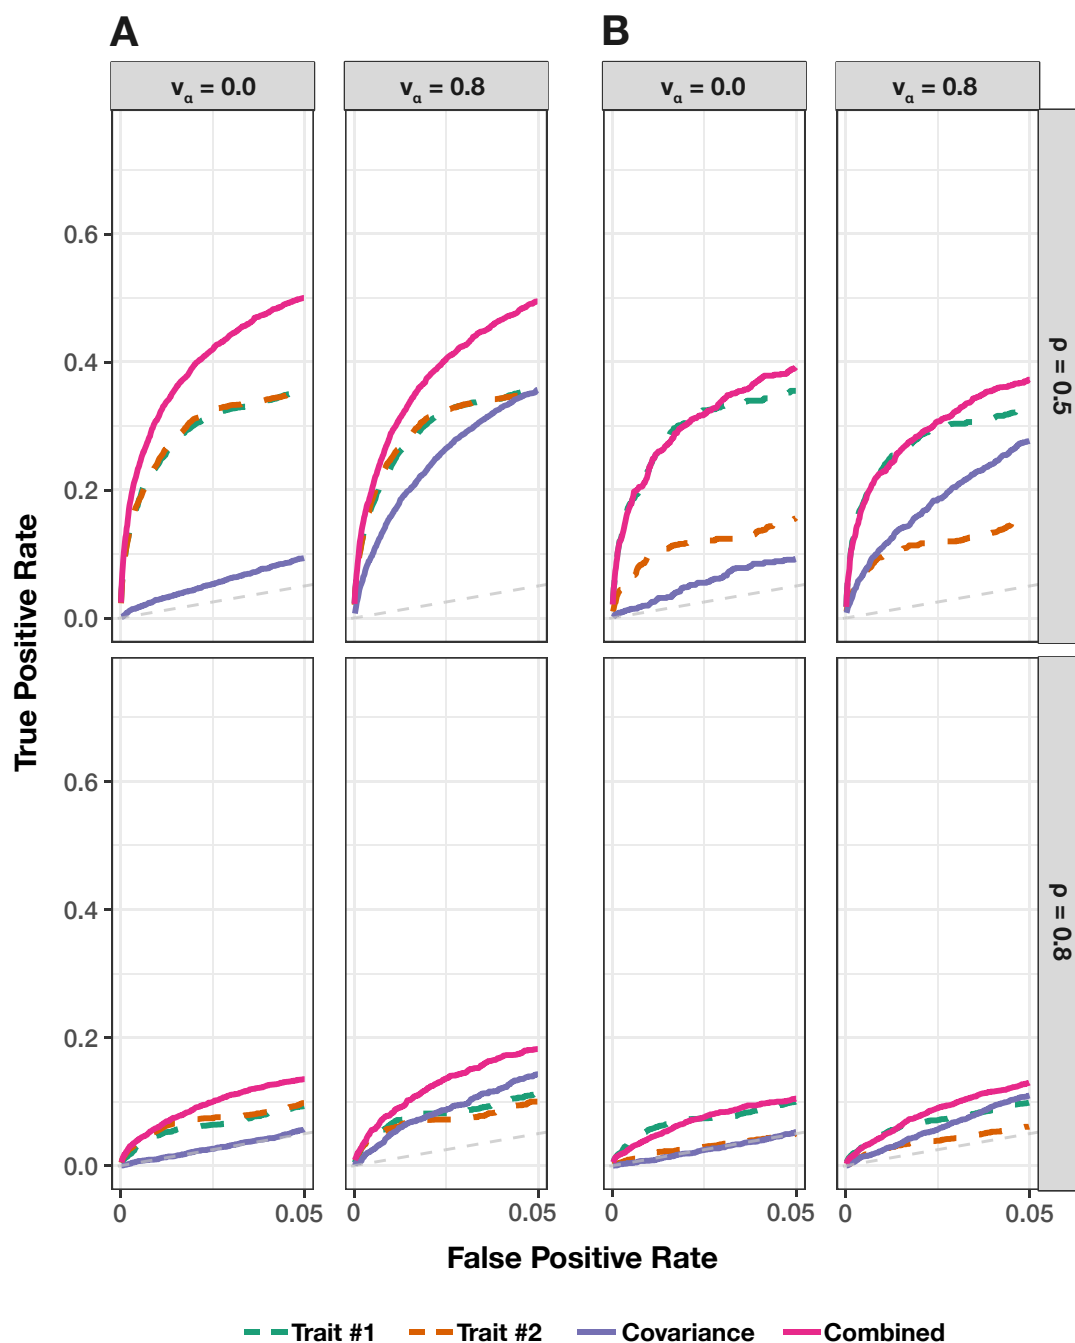 A B
vα = 0.0 vα = 0.8 vα = 0.0 vα = 0.8
0.6
0.4
0.2
0.0
ρ = 0.5
True Positive Rate
0.6
0.4
0.2
0.0
ρ = 0.8
0 0.05 0 0.05 0 0.05 0 0.05
False Positive Rate
Trait #1 Trait #2 Covariance Combined